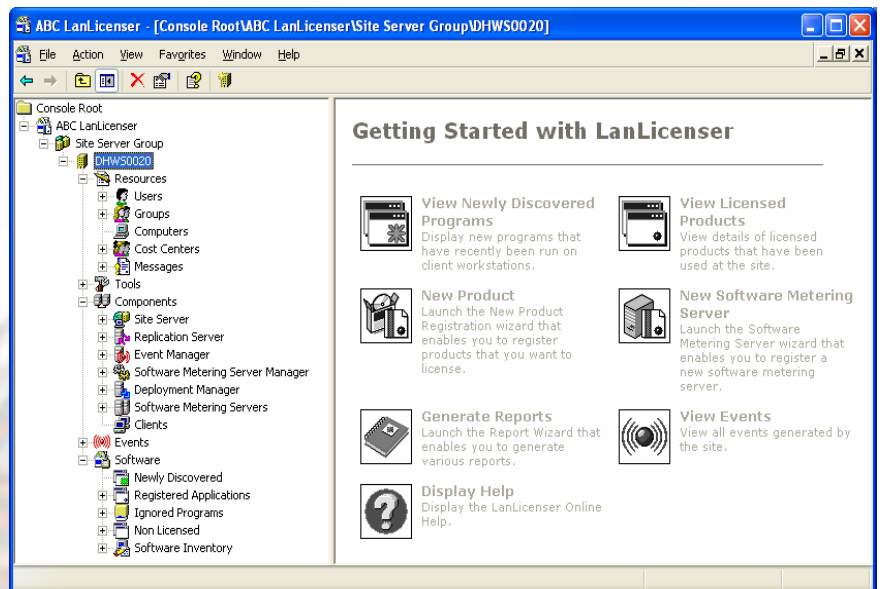 ABC LanLicenser - [Console Root\ABC LanLicenser\Site Server Group\DHWS0020]
File Action View Favorites Window Help
Console Root
ABC LanLicenser
Site Server Group
DHWS0020
Resources
Users
Groups
Computers
Cost Centers
Messages
Tools
Components
Site Server
Replication Server
Event Manager
Software Metering Server Manager
Deployment Manager
Software Metering Servers
Clients
Events
Software
Newly Discovered
Registered Applications
Ignored Programs
Non Licensed
Software Inventory
Getting Started with LanLicenser
View Newly Discovered
Programs
Display new programs that
have recently been run on
client workstations.
View Licensed
Products
View details of licensed
products that have been
used at the site.
New Product
Launch the New Product
Registration wizard that
enables you to register
products that you want to
license.
New Software Metering
Server
Launch the Software
Metering Server wizard that
enables you to register a
new software metering
server.
Generate Reports
Launch the Report Wizard that
enables you to generate
various reports.
View Events
View all events generated by
the site.
Display Help
Display the LanLicenser Online
Help.